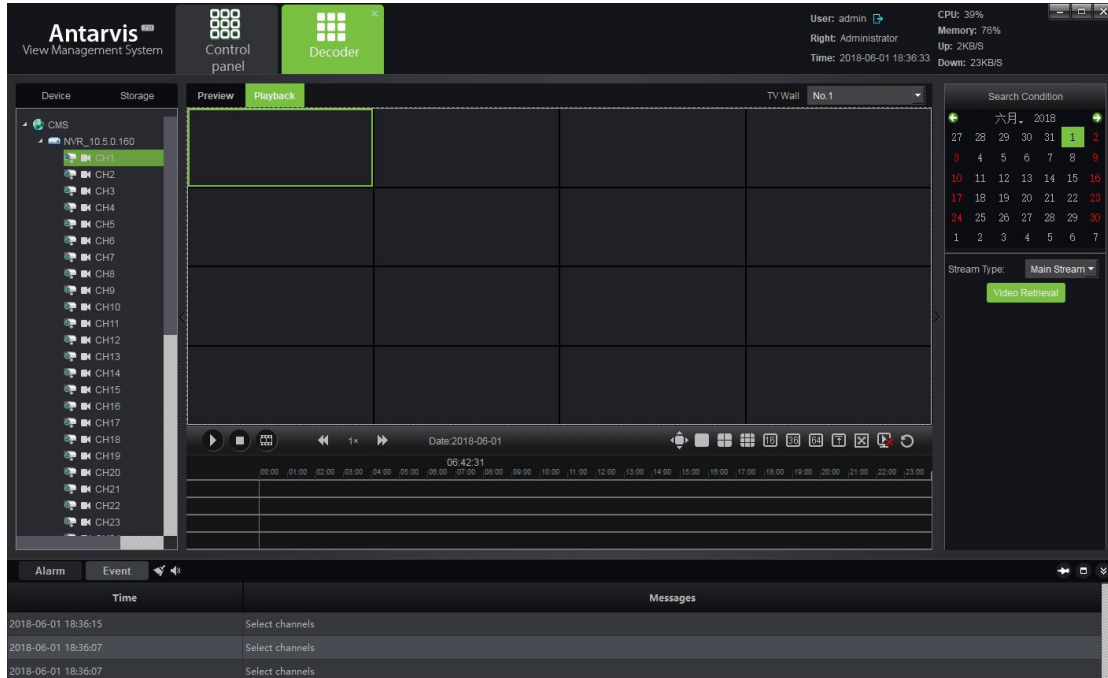 Antarvis 2.0
View Management System
Control
panel
Decoder
User: admin
Right: Administrator
Time: 2018-06-01 18:36:33
CPU: 39%
Memory: 76%
Up: 2KB/S
Down: 23KB/S
Device Storage
CMS
NVR_10.5.0.160
CH1
CH2
CH3
CH4
CH5
CH6
CH7
CH8
CH9
CH10
CH11
CH12
CH13
CH14
CH15
CH16
CH17
CH18
CH19
CH20
CH21
CH22
CH23
Preview Playback TV Wall No.1
1× Date:2018-06-01 16 36 64
06:42:31
00:00 01:00 02:00 03:00 04:00 05:00 06:00 07:00 08:00 09:00 10:00 11:00 12:00 13:00 14:00 15:00 16:00 17:00 18:00 19:00 20:00 21:00 22:00 23:00
Search Condition
六月, 2018
27 28 29 30 31 1 2
3 4 5 6 7 8 9
10 11 12 13 14 15 16
17 18 19 20 21 22 23
24 25 26 27 28 29 30
1 2 3 4 5 6 7
Stream Type: Main Stream
Video Retrieval
Alarm Event
Time Messages
2018-06-01 18:36:15 Select channels
2018-06-01 18:36:07 Select channels
2018-06-01 18:36:07 Select channels